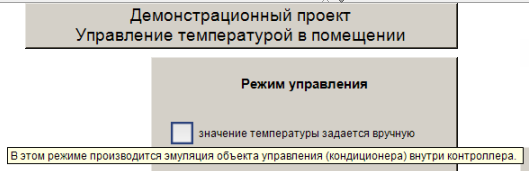 Демонстрационный проект
Управление температурой в помещении
Режим управления
значение температуры задается вручную
В этом режиме производится эмуляция объекта управления (кондиционера) внутри контроллера.